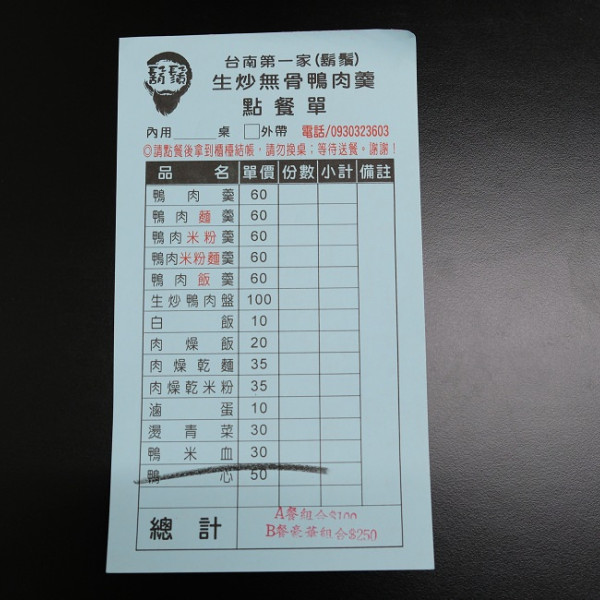 鬍鬚
台南第一家(鬍鬚)
生炒無骨鴨肉羹
點餐單
內用 桌 外帶 電話/0930323603
◎請點餐後拿到櫃檯結帳，請勿換桌；等待送餐。謝謝！
品名 單價 份數 小計 備註
鴨肉羹 60
鴨肉麵羹 60
鴨肉米粉羹 60
鴨肉米粉麵羹 60
鴨肉飯羹 60
生炒鴨肉盤 100
白飯 10
肉燥飯 20
肉燥乾麵 35
肉燥乾米粉 35
滷蛋 10
燙青菜 30
鴨米血 30
鴨心 50
總計
A餐組合$100
B餐豪華組合$250